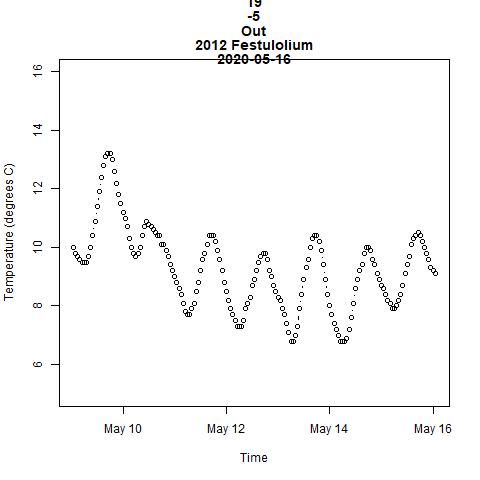 19
-5
Out
2012 Festulolium
2020-05-16
16
14
12
10
8
6
Temperature (degrees C)
May 10
May 12
May 14
May 16
Time